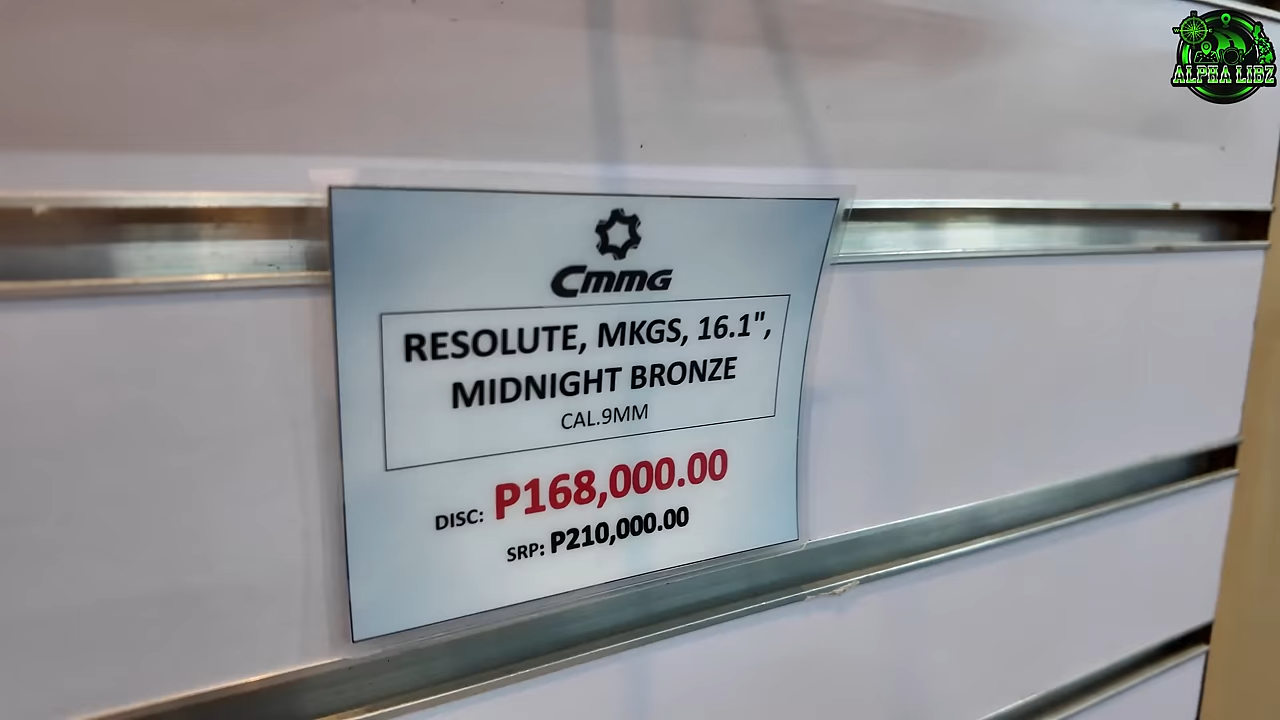 ALPHA LIBZ
CMMG
RESOLUTE, MKGS, 16.1",
MIDNIGHT BRONZE
CAL.9MM
DISC: P168,000.00
SRP: P210,000.00